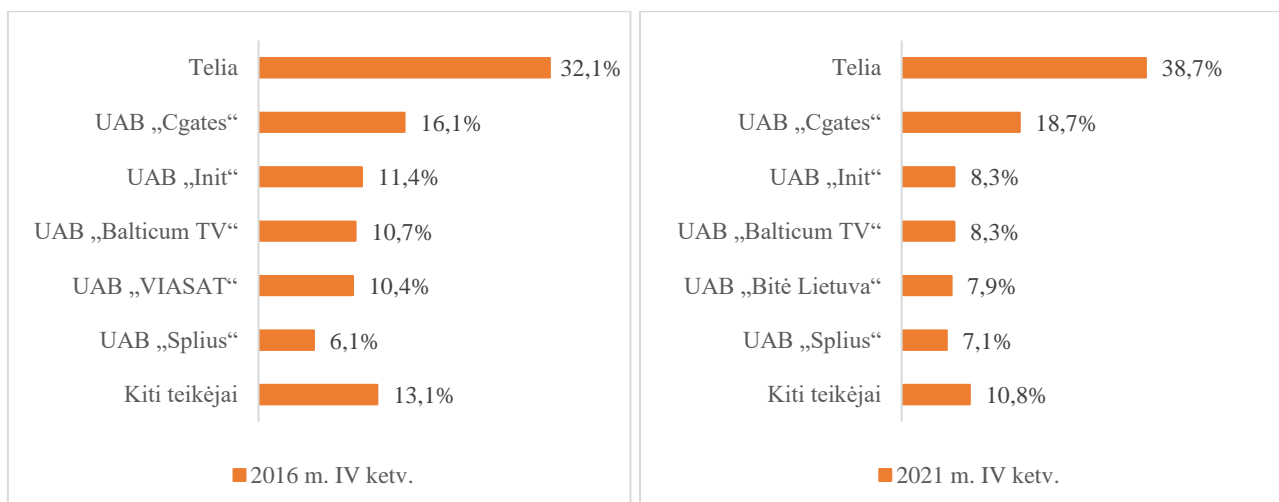 Telia 32,1%
UAB „Cgates“ 16,1%
UAB „Init“ 11,4%
UAB „Balticum TV“ 10,7%
UAB „VIASAT“ 10,4%
UAB „Splius“ 6,1%
Kiti teikėjai 13,1%
2016 m. IV ketv.
Telia 38,7%
UAB „Cgates“ 18,7%
UAB „Init“ 8,3%
UAB „Balticum TV“ 8,3%
UAB „Bitė Lietuva“ 7,9%
UAB „Splius“ 7,1%
Kiti teikėjai 10,8%
2021 m. IV ketv.